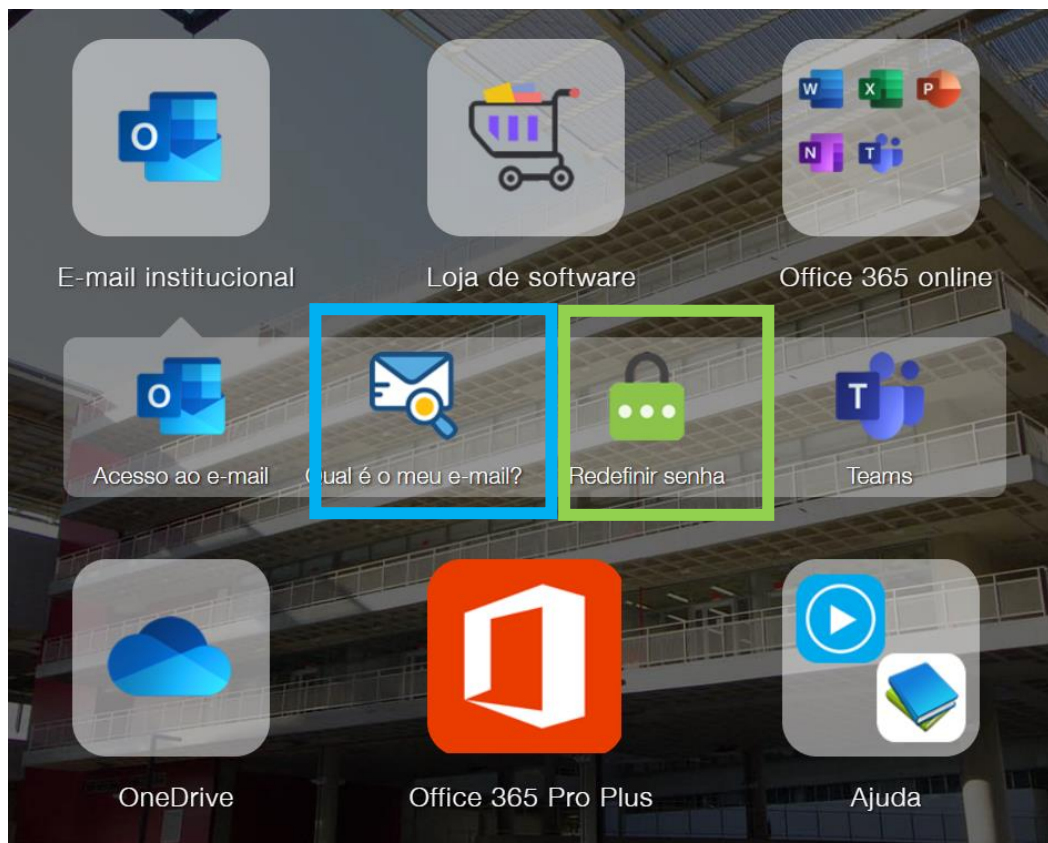 O
W
X
P
N
T
E-mail institucional
Loja de software
Office 365 online
O
T
Acesso ao e-mail
Qual é o meu e-mail?
Redefinir senha
Teams
OneDrive
Office 365 Pro Plus
Ajuda